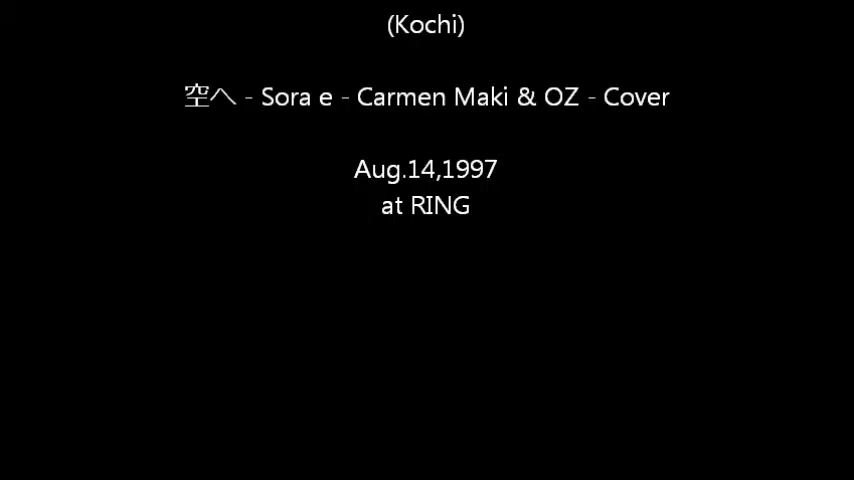 (Kochi)
空へ - Sora e - Carmen Maki & OZ - Cover
Aug.14,1997
at RING